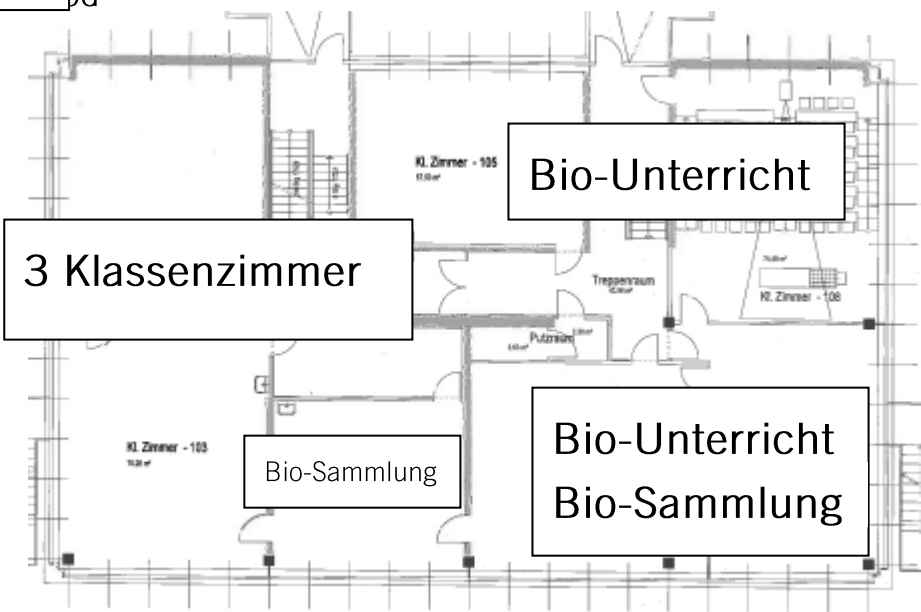 Kl. Zimmer - 105
Bio-Unterricht
3 Klassenzimmer
Treppenraum
Kl. Zimmer - 108
Putzraum
Bio-Unterricht
Bio-Sammlung
Kl. Zimmer - 103
Bio-Sammlung